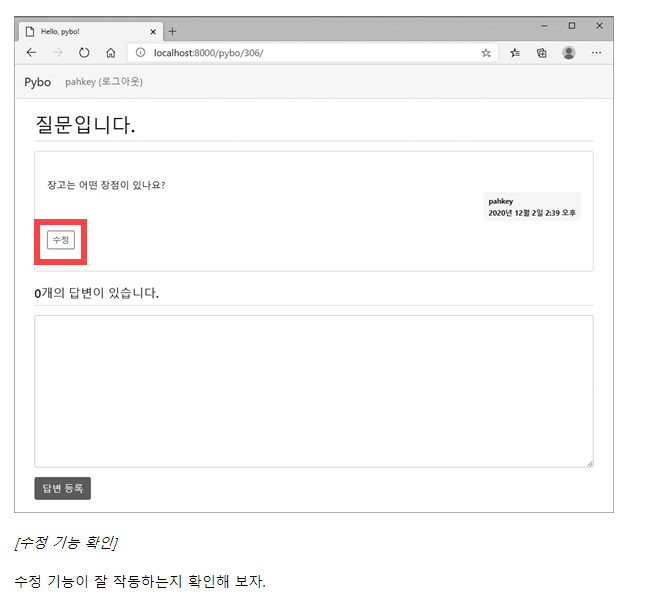 Hello, pybo!
localhost:8000/pybo/306/
Pybo pahkey (로그아웃)
질문입니다.
장고는 어떤 장점이 있나요?
pahkey
2020년 12월 2일 2:39 오후
수정
0개의 답변이 있습니다.
답변 등록
[수정 기능 확인]
수정 기능이 잘 작동하는지 확인해 보자.